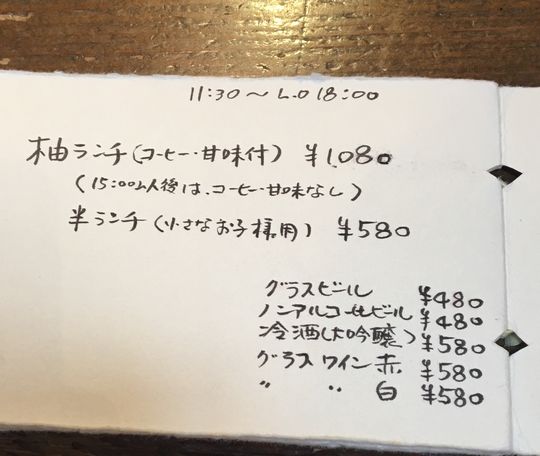 11:30～L.O 18:00
柚ランチ（コーヒー・甘味付） ¥1,080
（15:00以後は、コーヒー・甘味なし）
半ランチ（小さなお子様用） ¥580
グラスビール ¥480
ノンアルコールビール ¥480
冷酒（大吟醸） ¥580
グラスワイン 赤 ¥580
〃 〃 白 ¥580